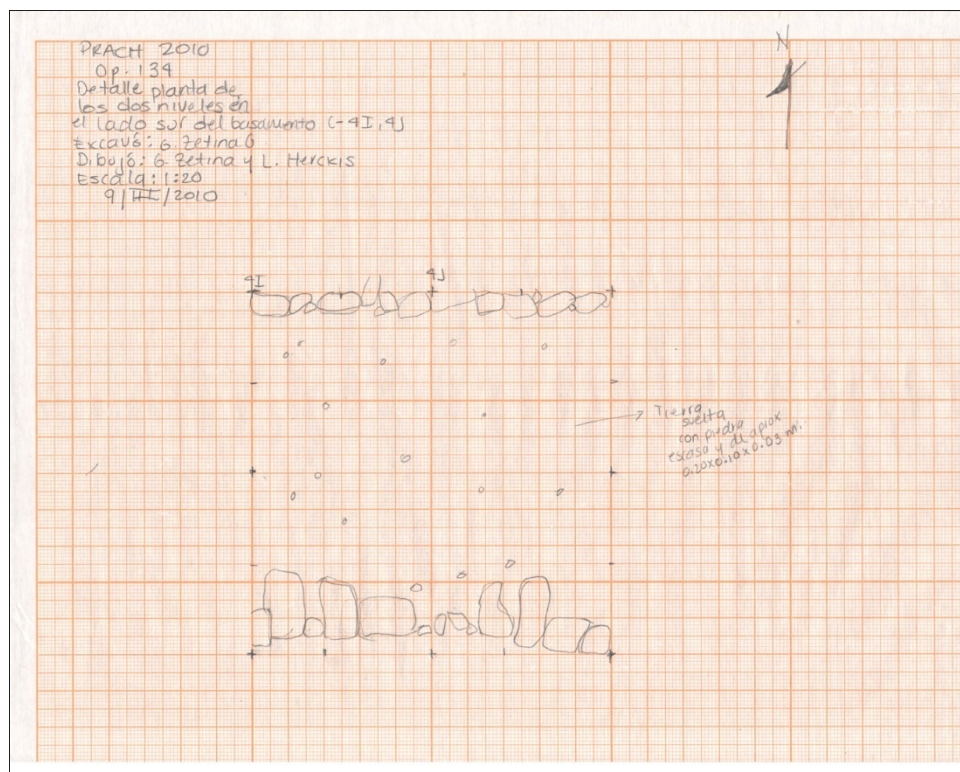 PRACH 2010
Op. 134
Detalle planta de
los dos niveles en
el lado sur del basamento (-4I, 4J
Excavó: G. Zetina G
Dibujó: G. Zetina y L. Herckis
Escala: 1:20
9/III/2010
N
4I
4J
Tierra
suelta
con piedra
escasa y de aprox
0.20x0.10x0.03 m.